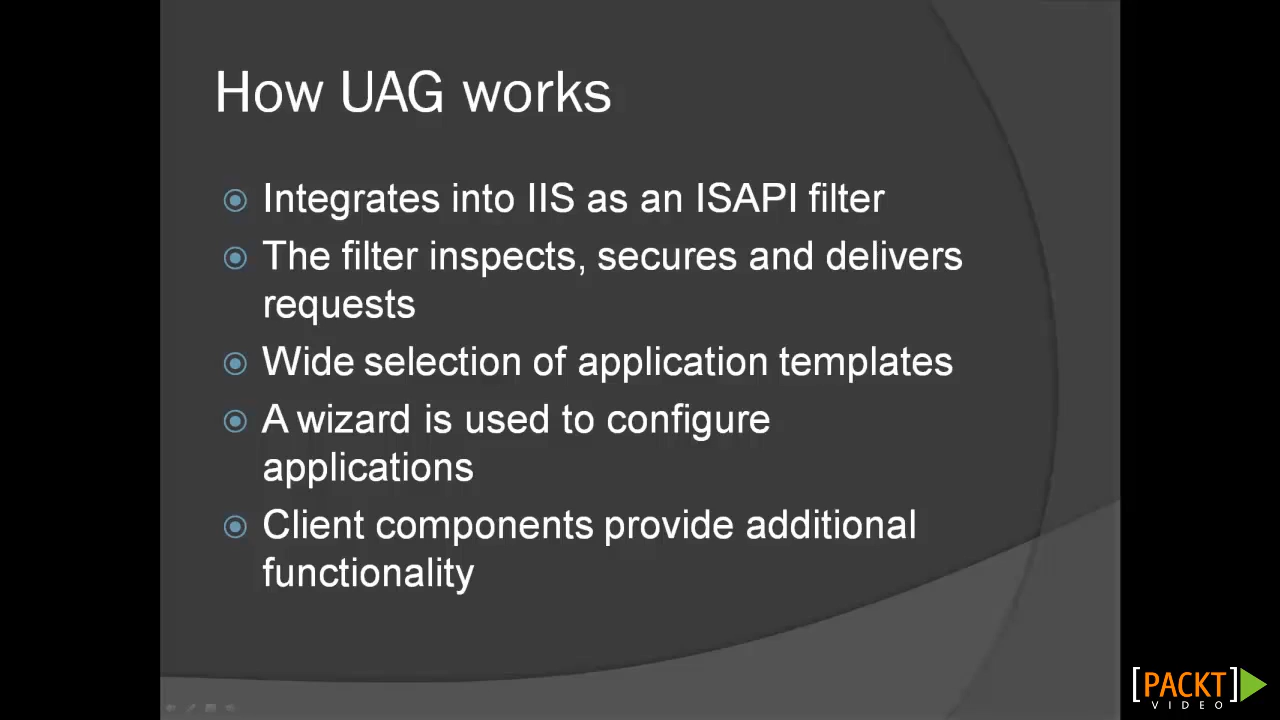 How UAG works
Integrates into IIS as an ISAPI filter
The filter inspects, secures and delivers
requests
Wide selection of application templates
A wizard is used to configure
applications
Client components provide additional
functionality
[PACKT]
VIDEO